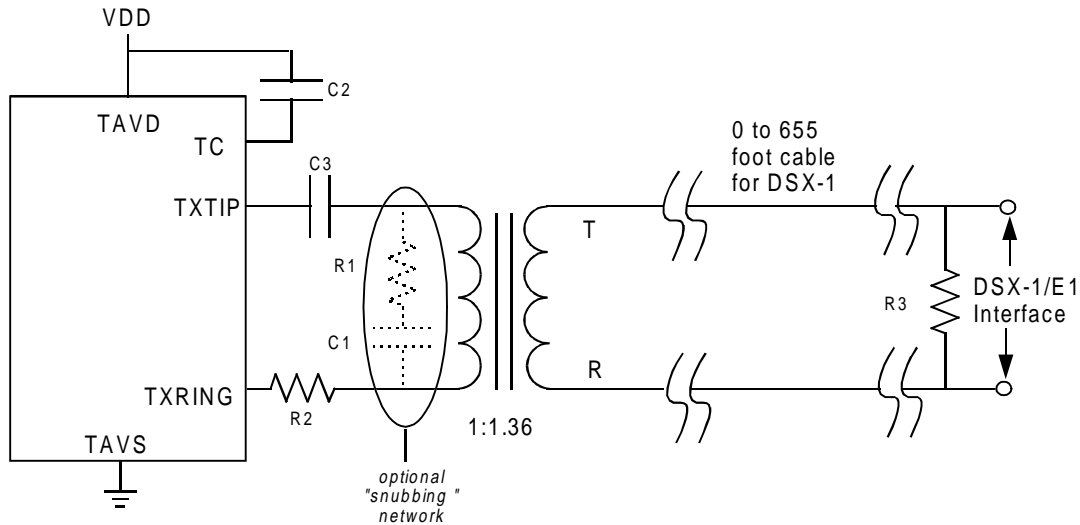 VDD
C2
TAVD
TC
0 to 655
foot cable
for DSX-1
C3
TXTIP
T
R1
R3
DSX-1/E1
Interface
C1
R
TXRING
R2
1:1.36
TAVS
optional
"snubbing "
network